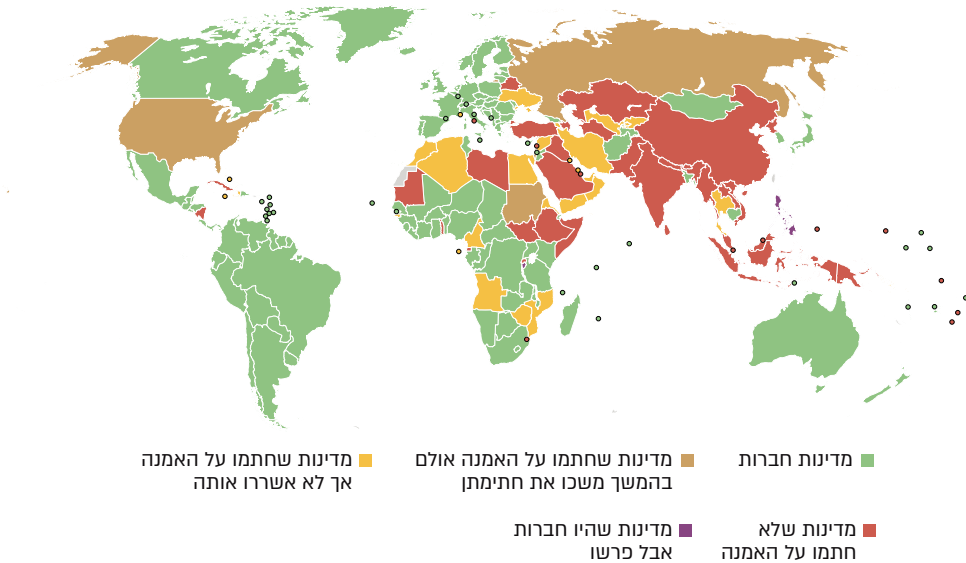 מדינות חברות
מדינות שחתמו על האמנה אולם
בהמשך משכו את חתימתן
מדינות שחתמו על האמנה
אך לא אשררו אותה
מדינות שלא
חתמו על האמנה
מדינות שהיו חברות
אבל פרשו